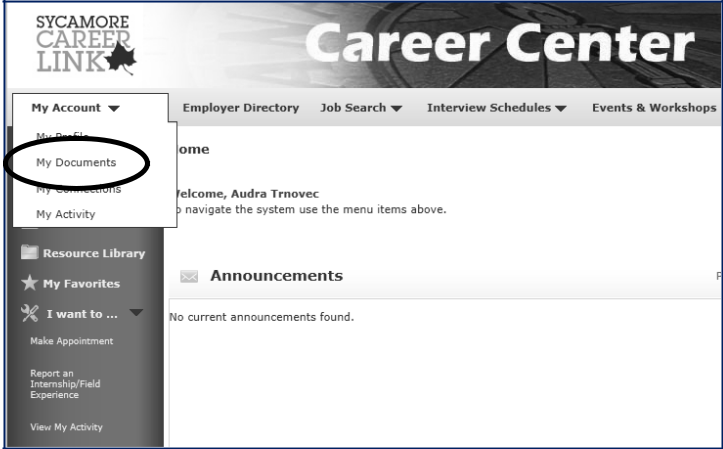 SYCAMORE
CAREER
LINK
Career Center
My Account
Employer Directory
Job Search
Interview Schedules
Events & Workshops
My Profile
My Documents
My Connections
My Activity
ome
elcome, Audra Trnovec
o navigate the system use the menu items above.
Resource Library
My Favorites
I want to ...
Make Appointment
Report an
Internship/Field
Experience
View My Activity
Announcements
No current announcements found.